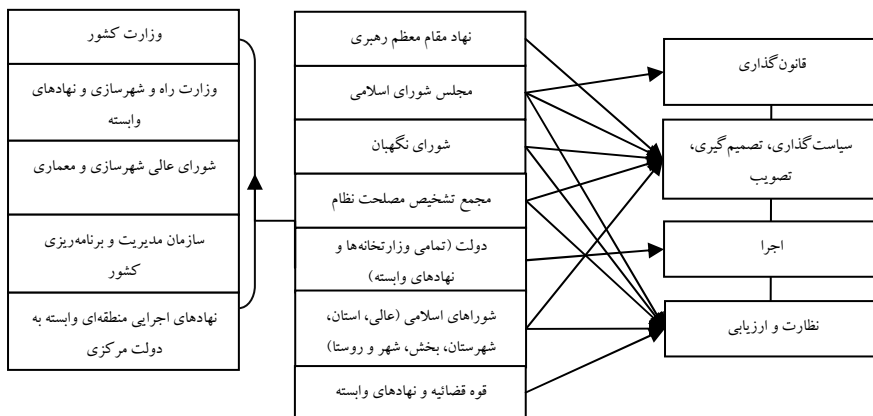 قانون‌گذاری
سیاست‌گذاری، تصمیم‌گیری،
تصویب
اجرا
نظارت و ارزیابی
نهاد مقام معظم رهبری
مجلس شورای اسلامی
شورای نگهبان
مجمع تشخیص مصلحت نظام
دولت (تمامی وزارتخانه‌ها و
نهادهای وابسته)
شوراهای اسلامی (عالی، استان،
شهرستان، بخش، شهر و روستا)
قوه قضائیه و نهادهای وابسته
وزارت کشور
وزارت راه و شهرسازی و نهادهای
وابسته
شورای عالی شهرسازی و معماری
سازمان مدیریت و برنامه‌ریزی
کشور
نهادهای اجرایی منطقه‌ای وابسته به
دولت مرکزی